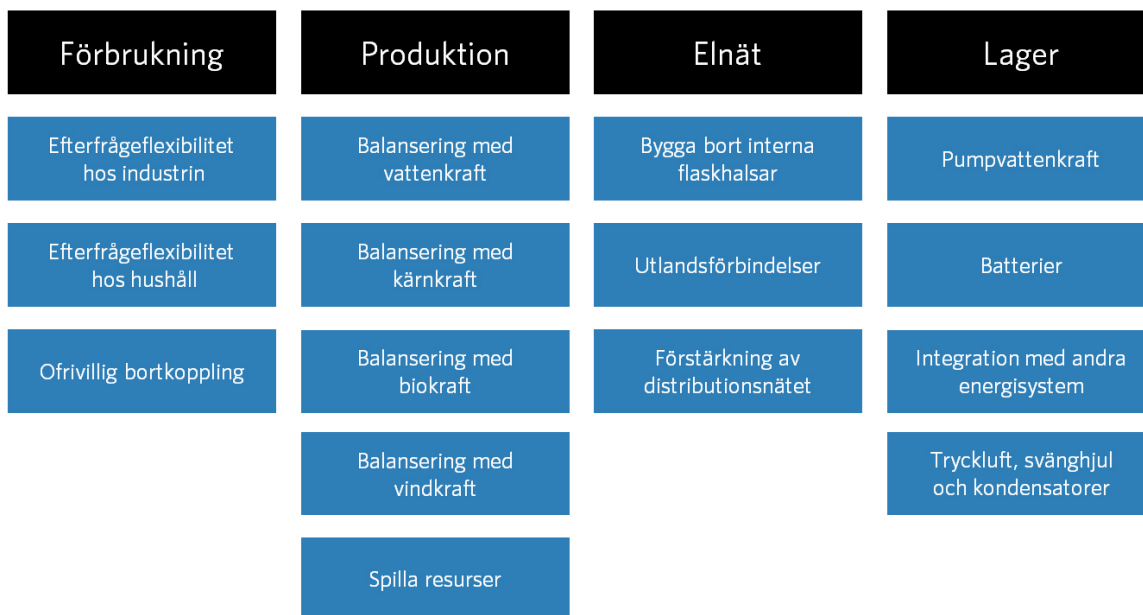 Förbrukning
Efterfrågeflexibilitet
hos industrin
Efterfrågeflexibilitet
hos hushåll
Ofrivillig bortkoppling
Produktion
Balansering med
vattenkraft
Balansering med
kärnkraft
Balansering med
biokraft
Balansering med
vindkraft
Spilla resurser
Elnät
Bygga bort interna
flaskhalsar
Utlandsförbindelser
Förstärkning av
distributionsnätet
Lager
Pumpvattenkraft
Batterier
Integration med andra
energisystem
Tryckluft, svänghjul
och kondensatorer